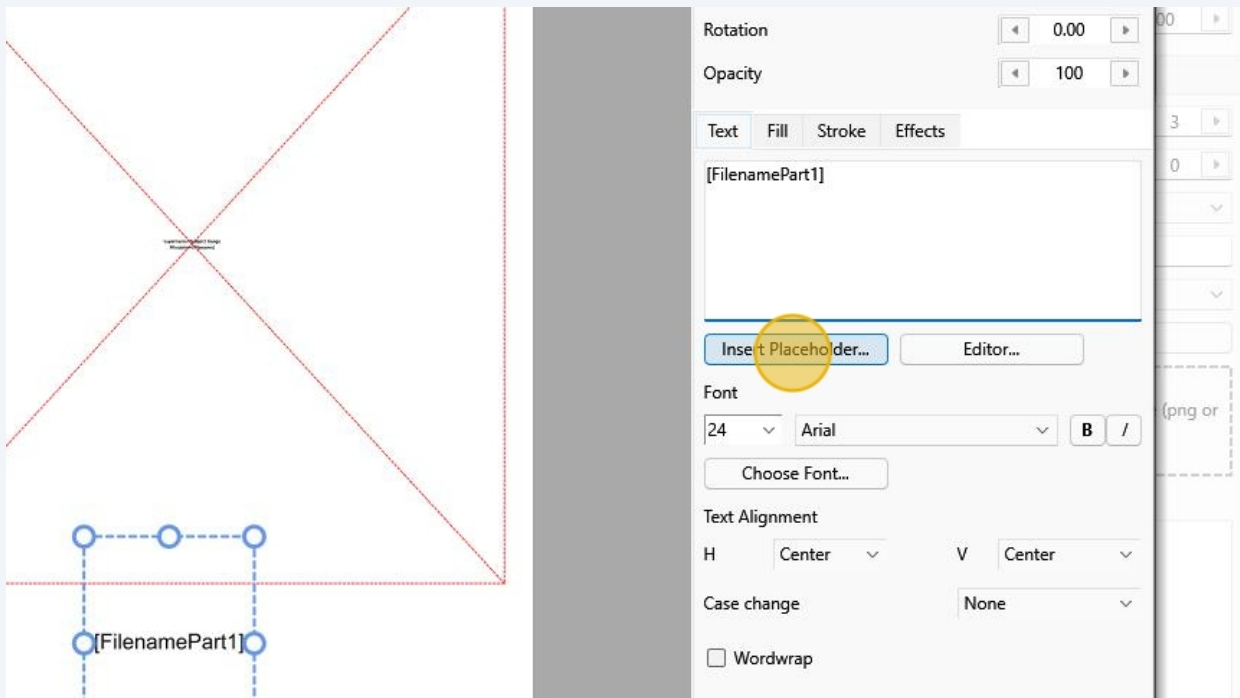 Rotation
0.00
00
Opacity
100
Text Fill Stroke Effects
3
[FilenamePart1]
0
Insert Placeholder... Editor...
Font
(png or
24 Arial B I
Choose Font...
Text Alignment
H Center V Center
Case change None
[FilenamePart1]
Wordwrap